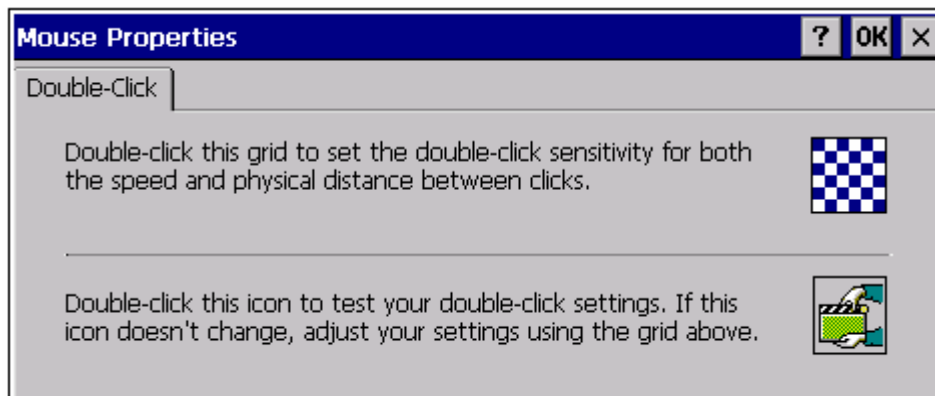 Mouse Properties
? OK ×
Double-Click
Double-click this grid to set the double-click sensitivity for both
the speed and physical distance between clicks.
Double-click this icon to test your double-click settings. If this
icon doesn't change, adjust your settings using the grid above.